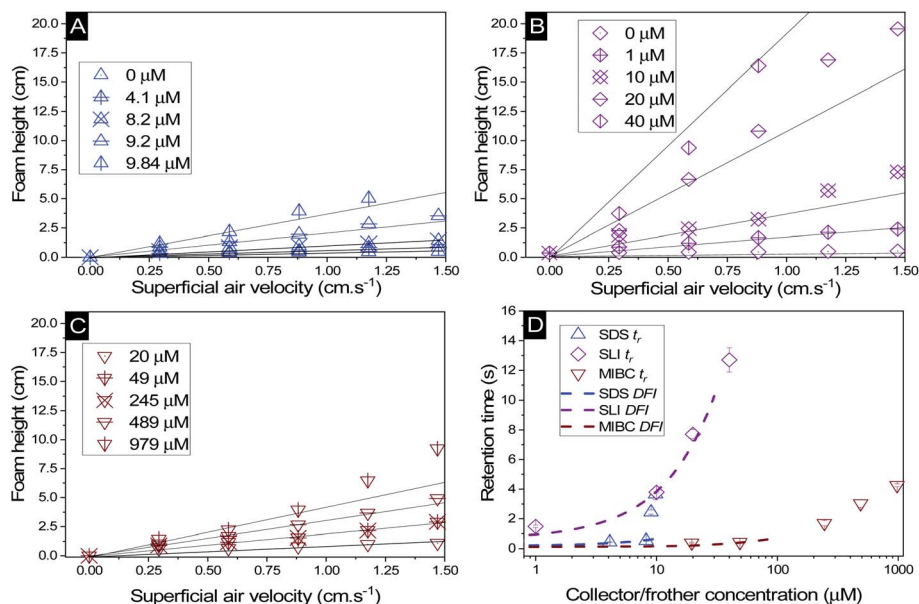 A
20.0
17.5
15.0
12.5
10.0
7.5
5.0
2.5
0.0
Foam height (cm)
0 μM
4.1 μM
8.2 μM
9.2 μM
9.84 μM
0.00 0.25 0.50 0.75 1.00 1.25 1.50
Superficial air velocity (cm.s-1)
B
20.0
17.5
15.0
12.5
10.0
7.5
5.0
2.5
0.0
Foam height (cm)
0 μM
1 μM
10 μM
20 μM
40 μM
0.00 0.25 0.50 0.75 1.00 1.25 1.50
Superficial air velocity (cm.s-1)
C
20.0
17.5
15.0
12.5
10.0
7.5
5.0
2.5
0.0
Foam height (cm)
20 μM
49 μM
245 μM
489 μM
979 μM
0.00 0.25 0.50 0.75 1.00 1.25 1.50
Superficial air velocity (cm.s-1)
D
16
14
12
10
8
6
4
2
0
Retention time (s)
SDS tr
SLI tr
MIBC tr
SDS DFI
SLI DFI
MIBC DFI
1 10 100 1000
Collector/frother concentration (μM)